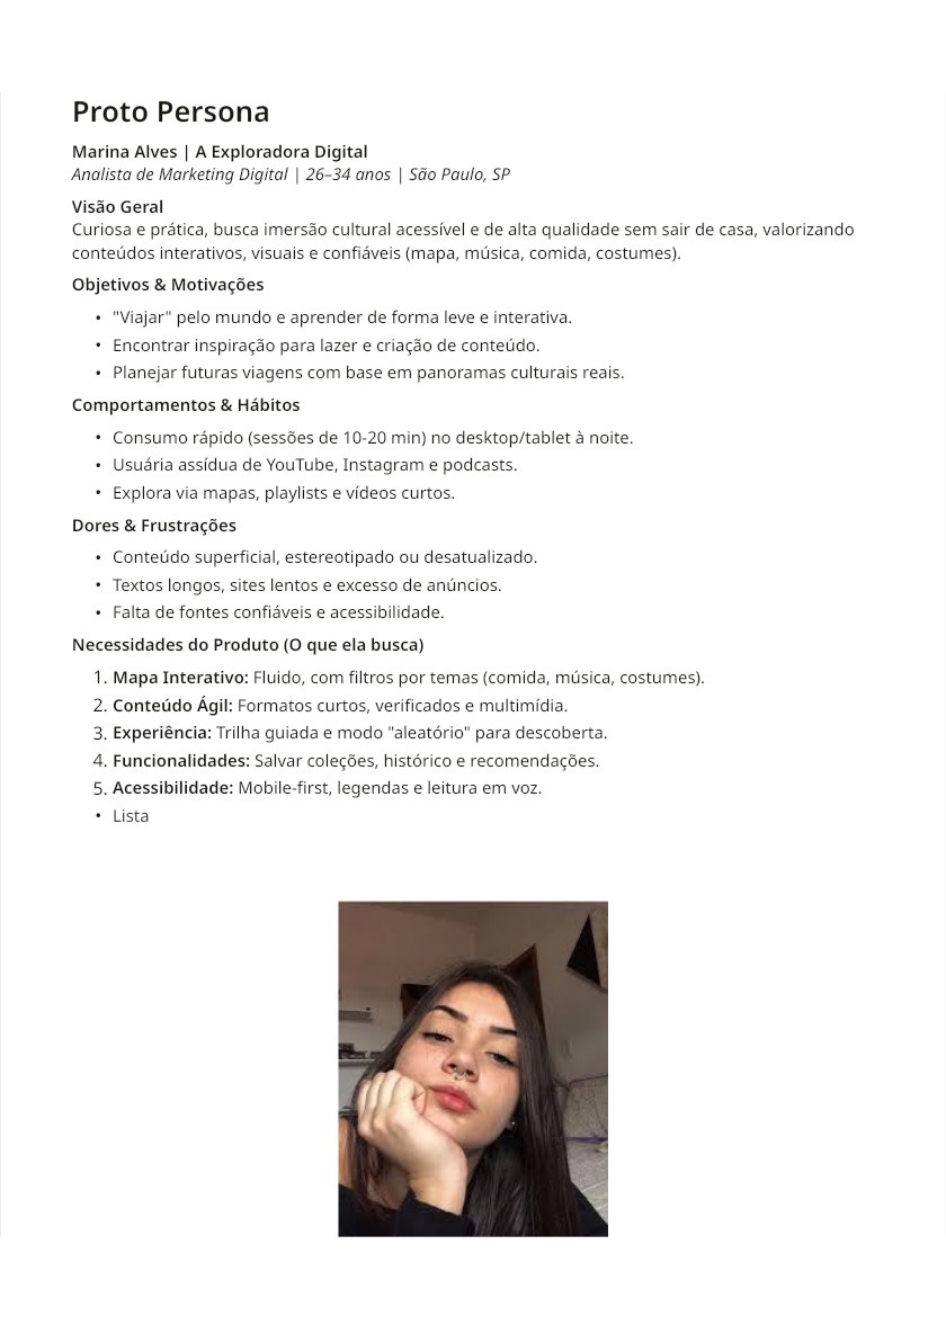 Proto Persona
Marina Alves | A Exploradora Digital
Analista de Marketing Digital | 26–34 anos | São Paulo, SP
Visão Geral
Curiosa e prática, busca imersão cultural acessível e de alta qualidade sem sair de casa, valorizando
conteúdos interativos, visuais e confiáveis (mapa, música, comida, costumes).
Objetivos & Motivações
• "Viajar" pelo mundo e aprender de forma leve e interativa.
• Encontrar inspiração para lazer e criação de conteúdo.
• Planejar futuras viagens com base em panoramas culturais reais.
Comportamentos & Hábitos
• Consumo rápido (sessões de 10-20 min) no desktop/tablet à noite.
• Usuária assídua de YouTube, Instagram e podcasts.
• Explora via mapas, playlists e vídeos curtos.
Dores & Frustrações
• Conteúdo superficial, estereotipado ou desatualizado.
• Textos longos, sites lentos e excesso de anúncios.
• Falta de fontes confiáveis e acessibilidade.
Necessidades do Produto (O que ela busca)
1. Mapa Interativo: Fluido, com filtros por temas (comida, música, costumes).
2. Conteúdo Ágil: Formatos curtos, verificados e multimídia.
3. Experiência: Trilha guiada e modo "aleatório" para descoberta.
4. Funcionalidades: Salvar coleções, histórico e recomendações.
5. Acessibilidade: Mobile-first, legendas e leitura em voz.
• Lista